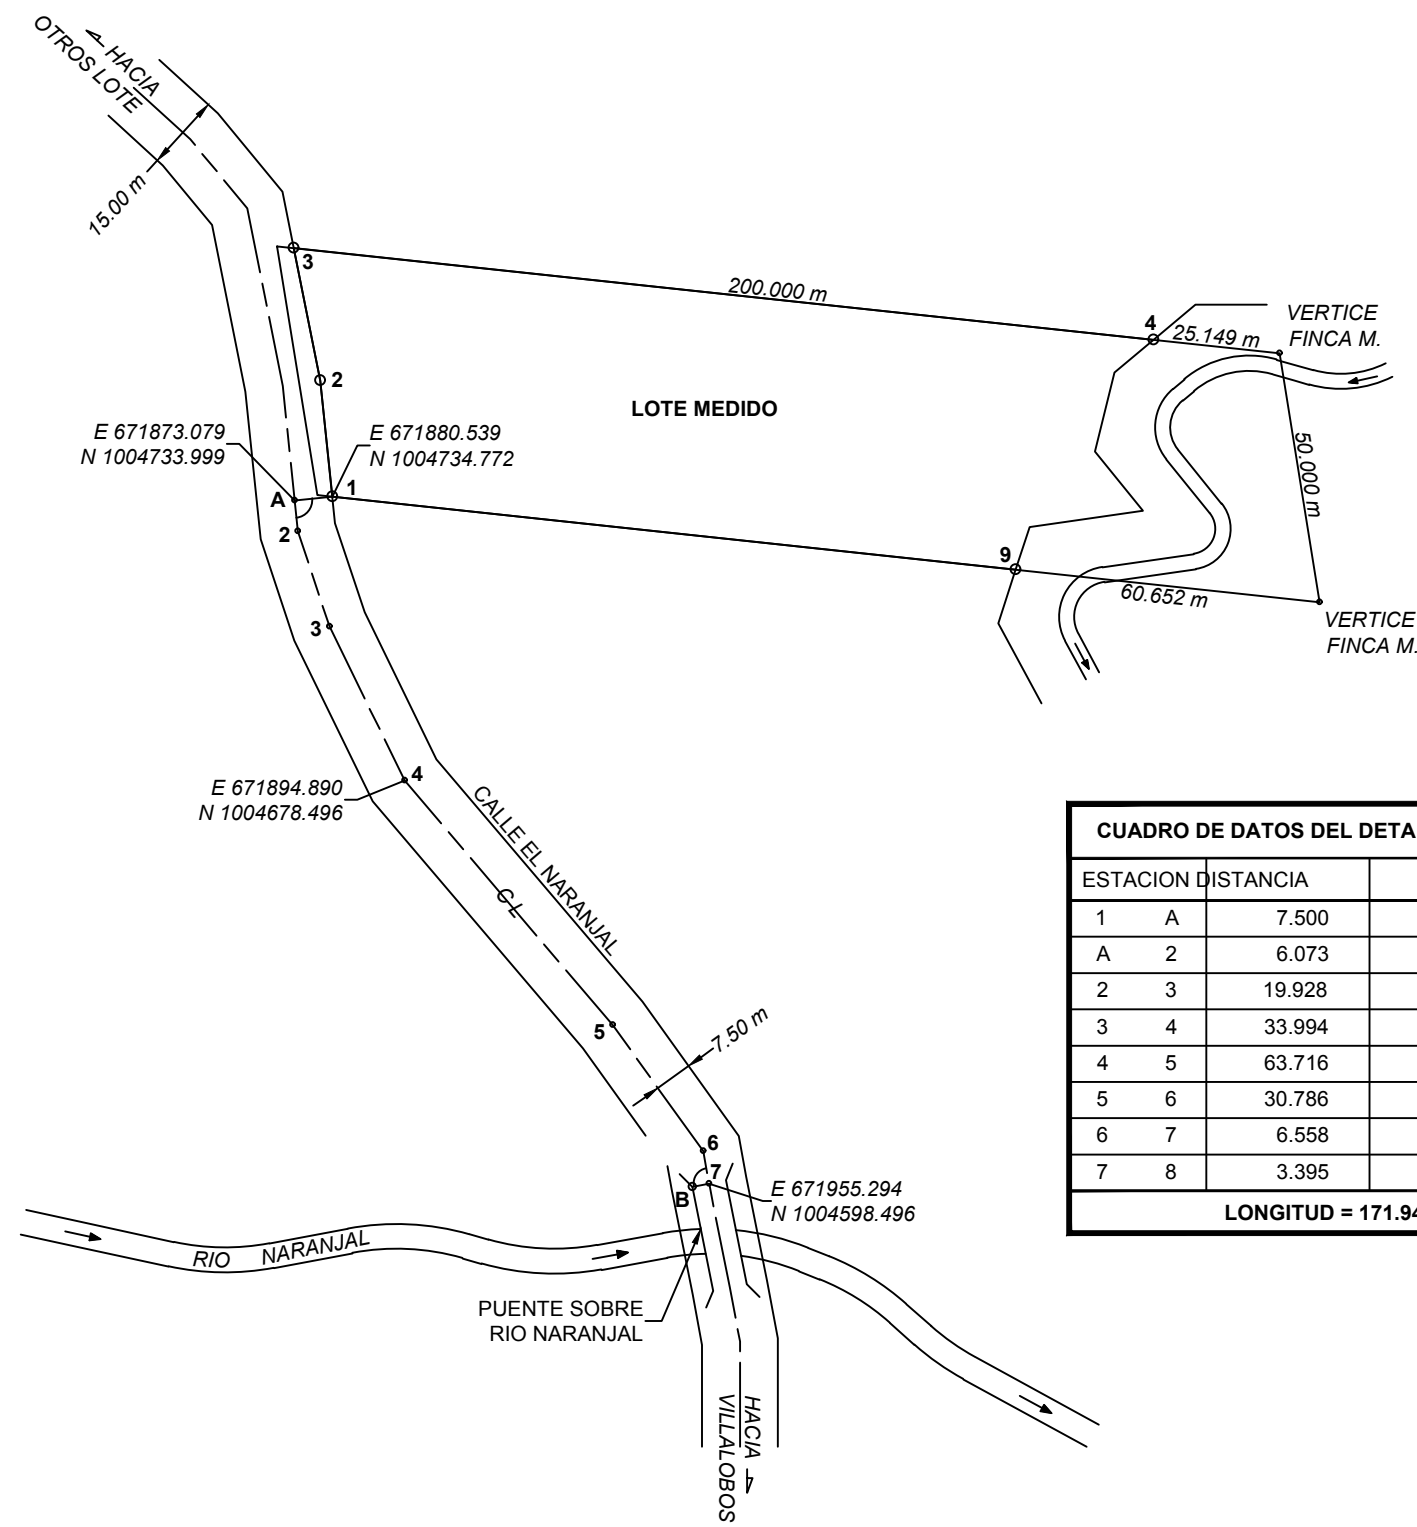 HACIA
OTROS LOTE
15.00 m
3
200.000 m
4
25.149 m
VERTICE
FINCA M.
2
LOTE MEDIDO
E 671873.079
N 1004733.999
E 671880.539
N 1004734.772
A
1
50.000 m
2
9
60.652 m
VERTICE
FINCA M.
3
4
E 671894.890
N 1004678.496
CALLE EL NARANJAL
CL
5
7.50 m
6
7
B
E 671955.294
N 1004598.496
RIO NARANJAL
PUENTE SOBRE
RIO NARANJAL
HACIA
VILLALOBOS
CUADRO DE DATOS DEL DETA
ESTACION DISTANCIA
1 A 7.500
A 2 6.073
2 3 19.928
3 4 33.994
4 5 63.716
5 6 30.786
6 7 6.558
7 8 3.395
LONGITUD = 171.94